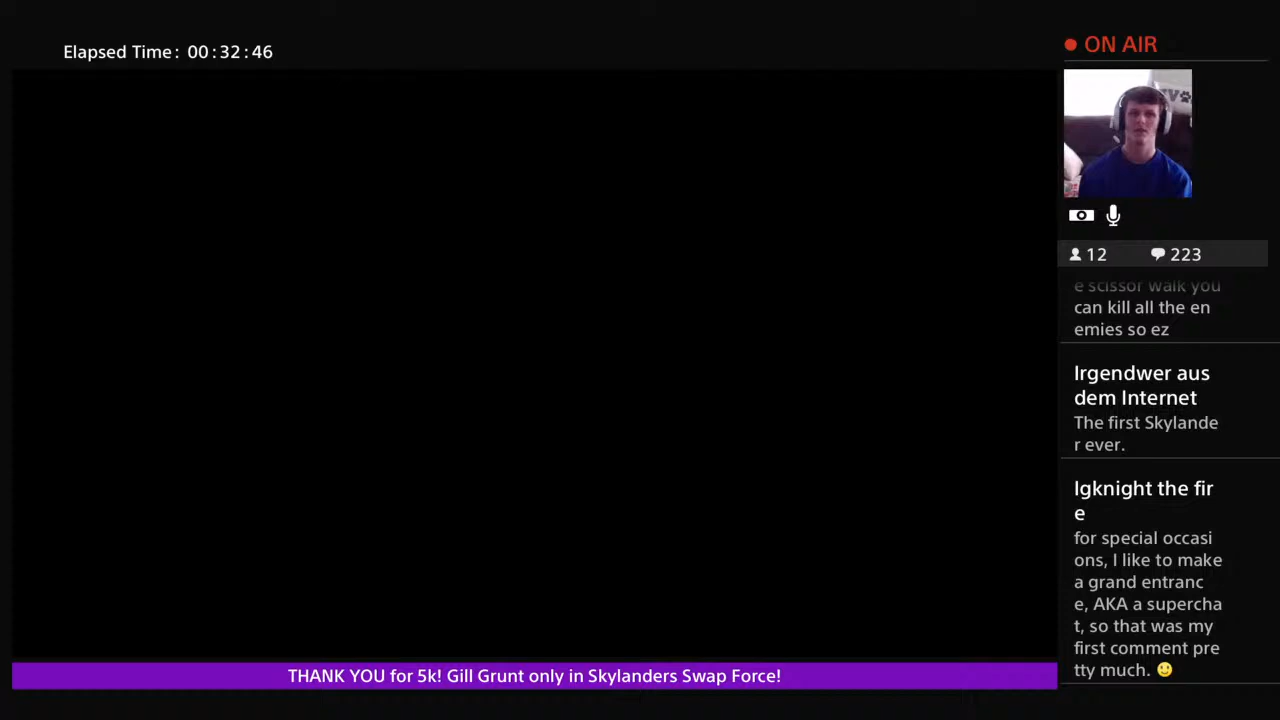 Elapsed Time: 00:32:46
ON AIR
12 223
e scissor walk you
can kill all the en
emies so ez
Irgendwer aus
dem Internet
The first Skylande
r ever.
Igknight the fir
e
for special occasi
ons, I like to make
a grand entranc
e, AKA a supercha
t, so that was my
first comment pre
tty much. 🙂
THANK YOU for 5k! Gill Grunt only in Skylanders Swap Force!